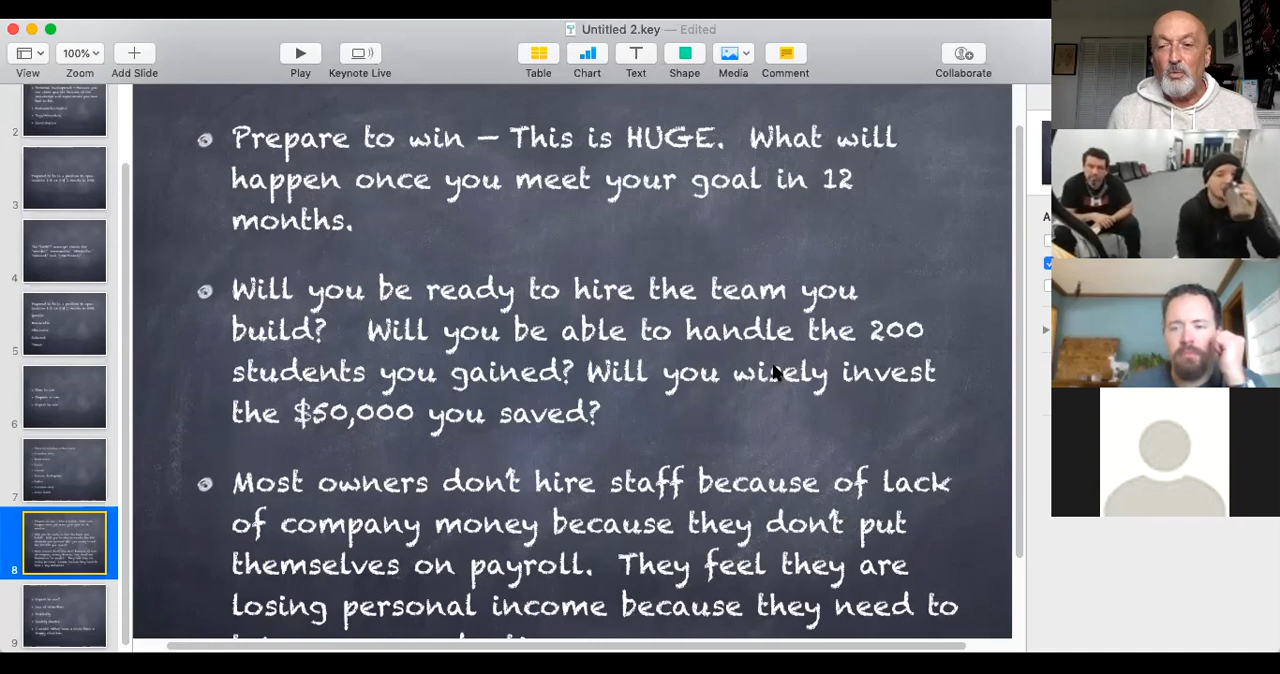 Untitled 2.key — Edited
100%
View
Zoom
Add Slide
Play
Keynote Live
Table
Chart
Text
Shape
Media
Comment
Collaborate
2
3
4
5
6
7
8
9
Prepare to win – This is HUGE. What will
happen once you meet your goal in 12
months.
Will you be ready to hire the team you
build? Will you be able to handle the 200
students you gained? Will you wisely invest
the $50,000 you saved?
Most owners don't hire staff because of lack
of company money because they don't put
themselves on payroll. They feel they are
losing personal income because they need to